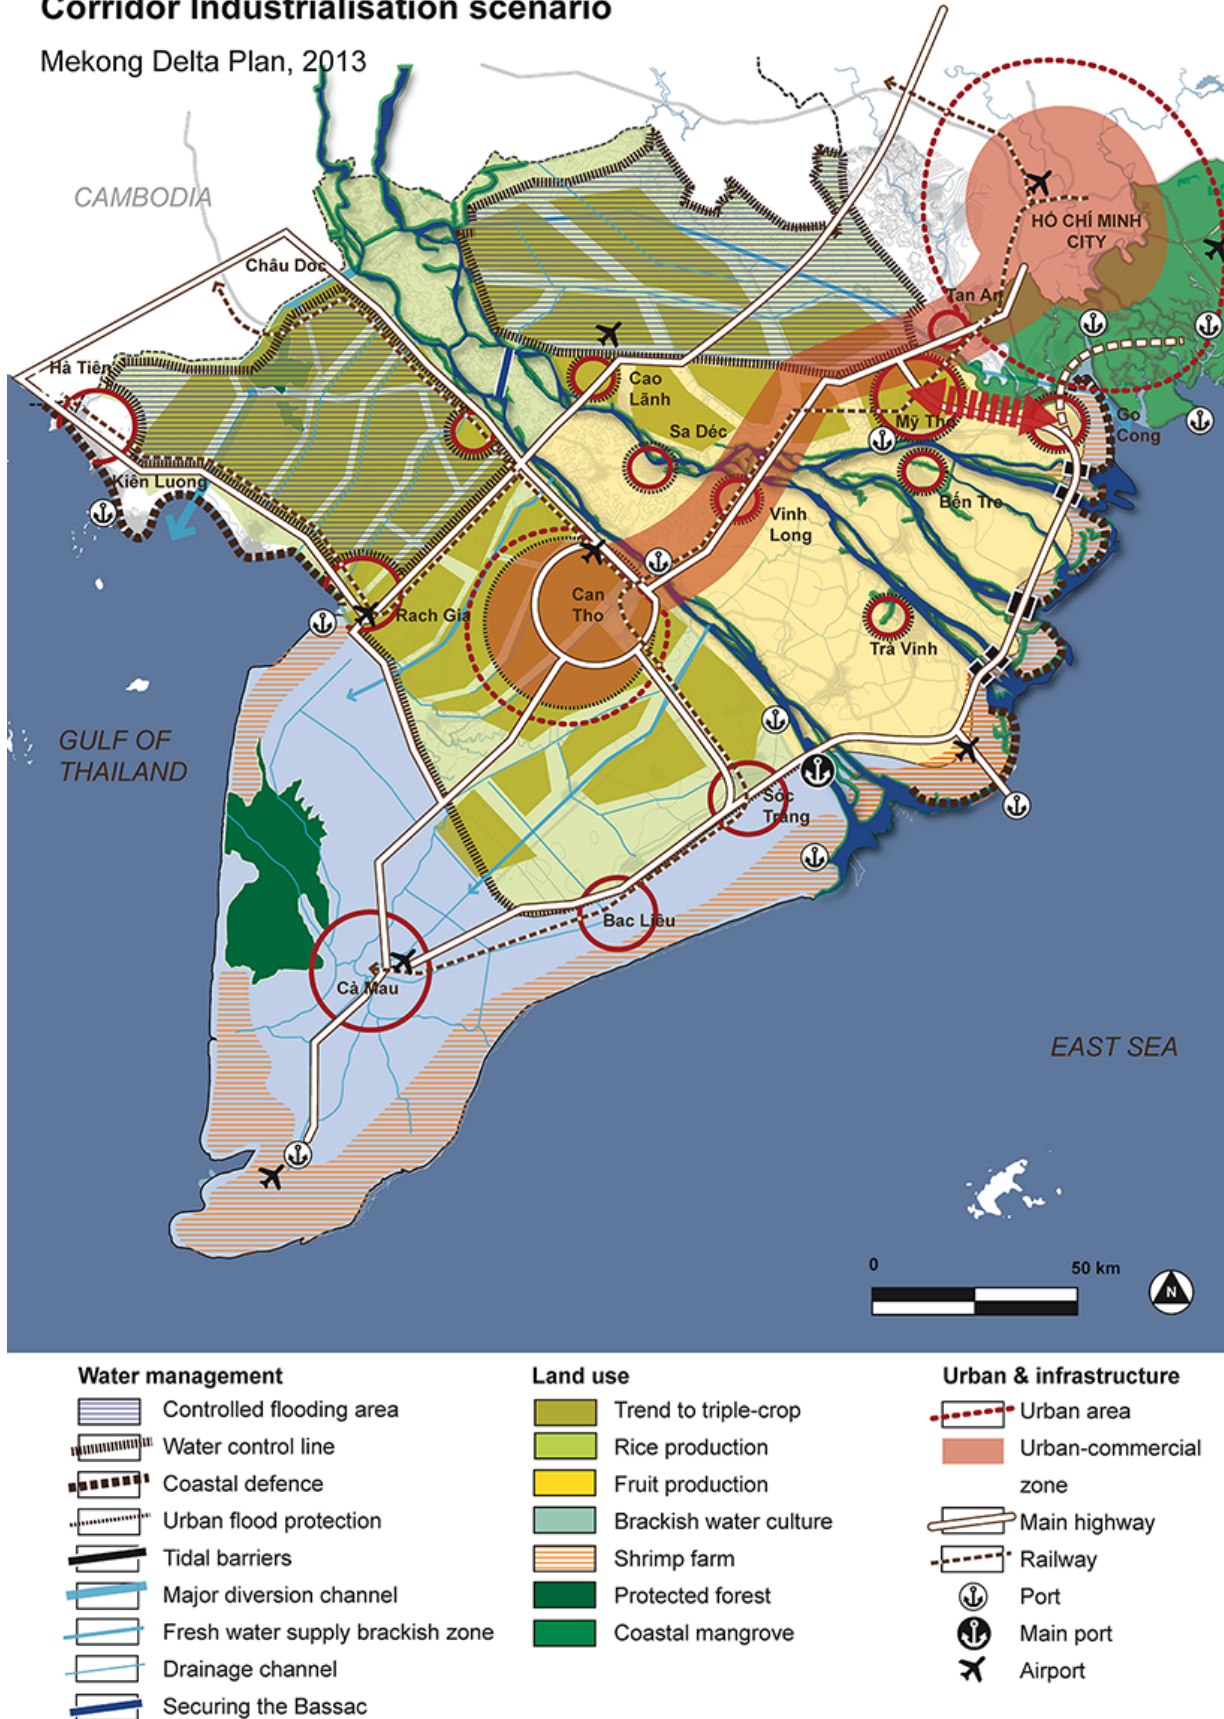 Corridor Industrialisation scenario
Mekong Delta Plan, 2013
CAMBODIA
HỒ CHÍ MINH
CITY
Châu Doc
Tan An
Hà Tiên
Cao
Lãnh
Go
Cong
Mỹ Tho
Sa Déc
Kiên Luong
Bến Tre
Vinh
Long
Can
Tho
Rach Gia
Trà Vinh
GULF OF
THAILAND
Sóc
Trang
Bac Liêu
Cà Mau
EAST SEA
0
50 km
N
Water management
Controlled flooding area
Water control line
Coastal defence
Urban flood protection
Tidal barriers
Major diversion channel
Fresh water supply brackish zone
Drainage channel
Securing the Bassac
Land use
Trend to triple-crop
Rice production
Fruit production
Brackish water culture
Shrimp farm
Protected forest
Coastal mangrove
Urban & infrastructure
Urban area
Urban-commercial
zone
Main highway
Railway
Port
Main port
Airport